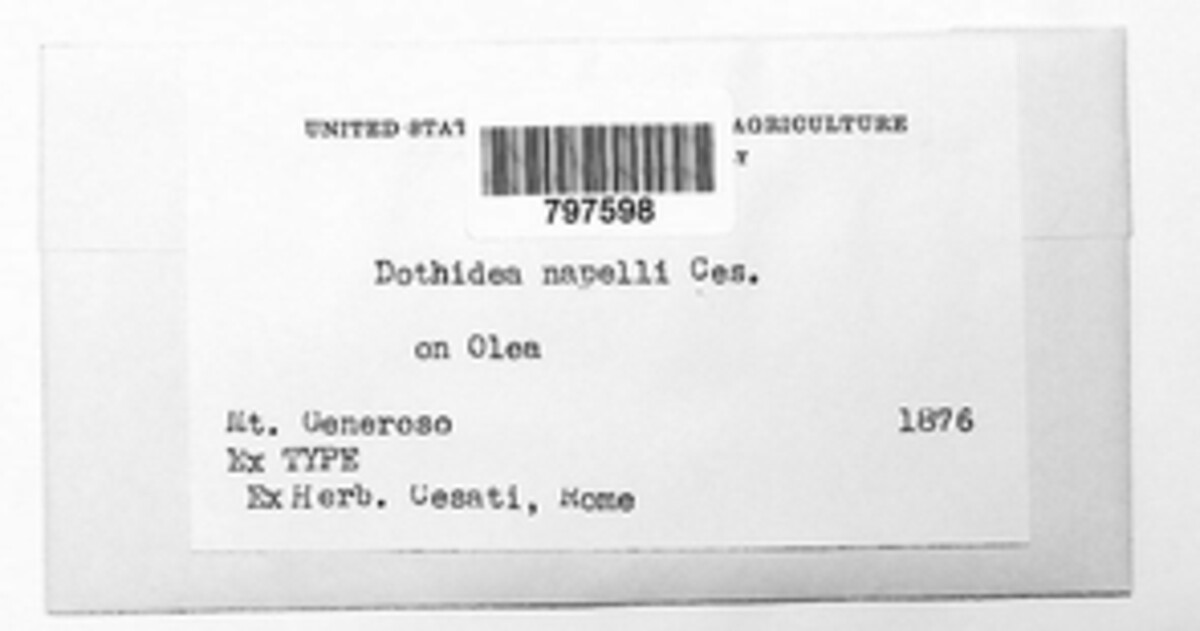 UNITED STAT AGRICULTURE
Y
797598
Dothidea napelli Ces.
on Olea
Mt. Generoso 1876
Ex TYPE
Ex Herb. Cesati, Rome